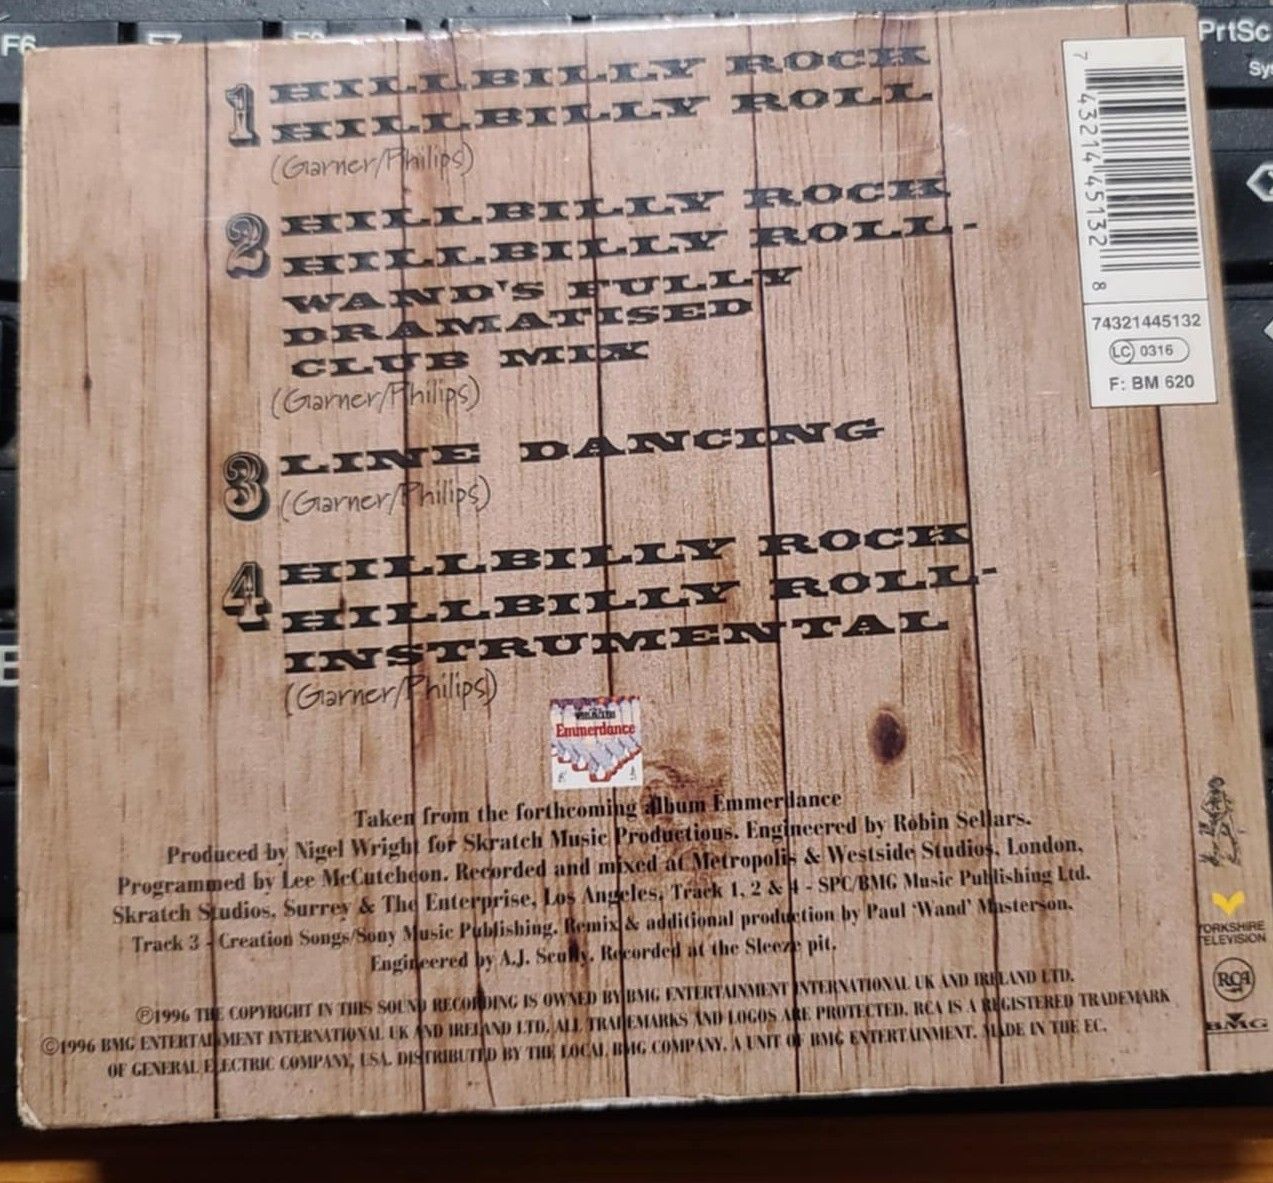 F6
F7
PrtSc
1 HILLBILLY ROCK
HILLBILLY ROLL
(Garner/Philips)
2 HILLBILLY ROCK
HILLBILLY ROLL-
WAND'S FULLY
DRAMATISED
CLUB MIX
(Garner/Philips)
3 LINE DANCING
(Garner/Philips)
4 HILLBILLY ROCK
HILLBILLY ROLL-
INSTRUMENTAL
(Garner/Philips)
7 43214 45132 8
74321445132
LC 0316
F: BM 620
Emmerdance
Taken from the forthcoming album Emmerdance
Produced by Nigel Wright for Skratch Music Productions. Engineered by Robin Sellars.
Programmed by Lee McCutcheon. Recorded and mixed at Metropolis & Westside Studios, London,
Skratch Studios, Surrey & The Enterprise, Los Angeles, Track 1, 2 & 4 - SPC/BMG Music Publishing Ltd.
Track 3 - Creation Songs/Sony Music Publishing. Remix & additional production by Paul 'Wand' Masterson.
Engineered by A.J. Scully. Recorded at the Sleeze pit.
℗1996 THE COPYRIGHT IN THIS SOUND RECORDING IS OWNED BY BMG ENTERTAINMENT INTERNATIONAL UK AND IRELAND LTD.
©1996 BMG ENTERTAINMENT INTERNATIONAL UK AND IRELAND LTD. ALL TRADEMARKS AND LOGOS ARE PROTECTED. RCA IS A REGISTERED TRADEMARK
OF GENERAL ELECTRIC COMPANY, USA. DISTRIBUTED BY THE LOCAL BMG COMPANY. A UNIT OF BMG ENTERTAINMENT. MADE IN THE EC.
YORKSHIRE
TELEVISION
RCA
BMG